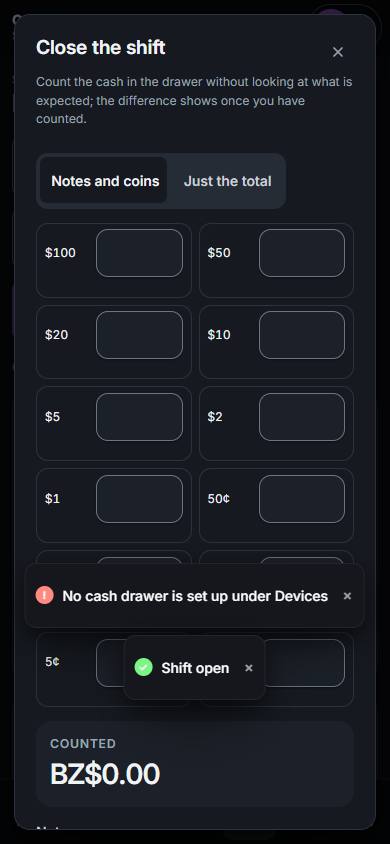 Close the shift
Count the cash in the drawer without looking at what is
expected; the difference shows once you have
counted.
Notes and coins
Just the total
$100
$50
$20
$10
$5
$2
$1
50¢
No cash drawer is set up under Devices
5¢
Shift open
COUNTED
BZ$0.00